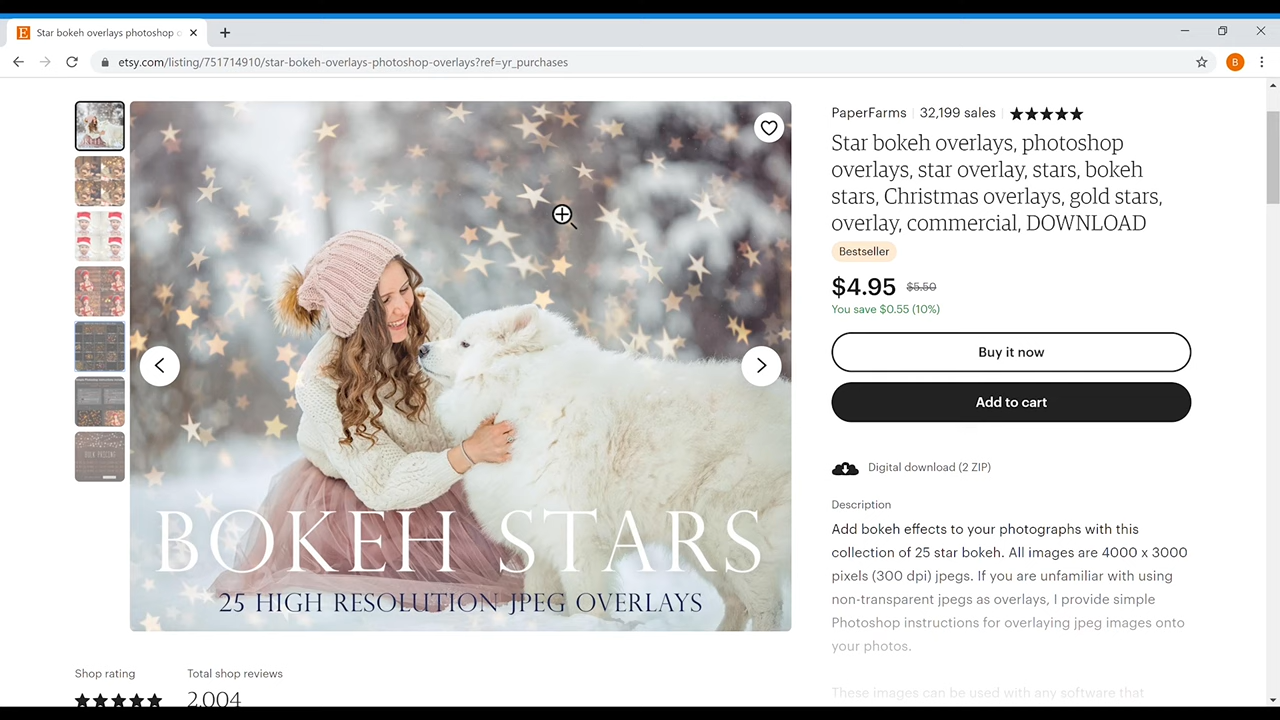 Star bokeh overlays photoshop o
etsy.com/listing/751714910/star-bokeh-overlays-photoshop-overlays?ref=yr_purchases
B
BOKEH STARS
25 HIGH RESOLUTION JPEG OVERLAYS
PaperFarms 32,199 sales
Star bokeh overlays, photoshop
overlays, star overlay, stars, bokeh
stars, Christmas overlays, gold stars,
overlay, commercial, DOWNLOAD
Bestseller
$4.95 $5.50
You save $0.55 (10%)
Buy it now
Add to cart
Digital download (2 ZIP)
Description
Add bokeh effects to your photographs with this
collection of 25 star bokeh. All images are 4000 x 3000
pixels (300 dpi) jpegs. If you are unfamiliar with using
non-transparent jpegs as overlays, I provide simple
Photoshop instructions for overlaying jpeg images onto
your photos.
These images can be used with any software that
Shop rating Total shop reviews
2,004